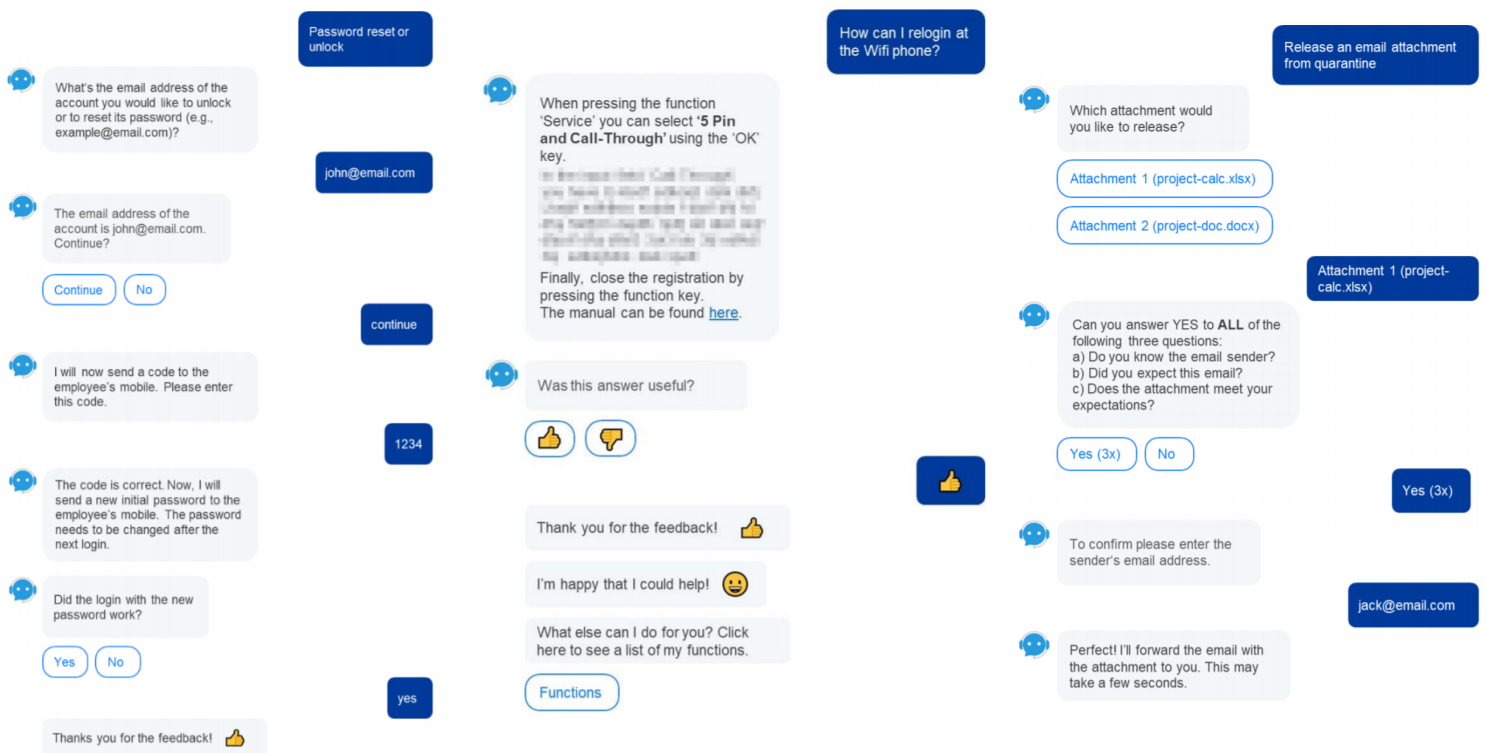 Password reset or
unlock
What's the email address of the
account you would like to unlock
or to reset its password (e.g.,
example@email.com)?
john@email.com
The email address of the
account is john@email.com.
Continue?
Continue
No
continue
I will now send a code to the
employee's mobile. Please enter
this code.
1234
The code is correct. Now, I will
send a new initial password to the
employee's mobile. The password
needs to be changed after the
next login.
Did the login with the new
password work?
Yes
No
yes
Thanks you for the feedback!
How can I relogin at
the Wifi phone?
When pressing the function
'Service' you can select '5 Pin
and Call-Through' using the 'OK'
key.
Finally, close the registration by
pressing the function key.
The manual can be found here.
Was this answer useful?
Thank you for the feedback!
I'm happy that I could help!
What else can I do for you? Click
here to see a list of my functions.
Functions
Release an email attachment
from quarantine
Which attachment would
you like to release?
Attachment 1 (project-calc.xlsx)
Attachment 2 (project-doc.docx)
Attachment 1 (project-
calc.xlsx)
Can you answer YES to ALL of the
following three questions:
a) Do you know the email sender?
b) Did you expect this email?
c) Does the attachment meet your
expectations?
Yes (3x)
No
Yes (3x)
To confirm please enter the
sender's email address.
jack@email.com
Perfect! I'll forward the email with
the attachment to you. This may
take a few seconds.